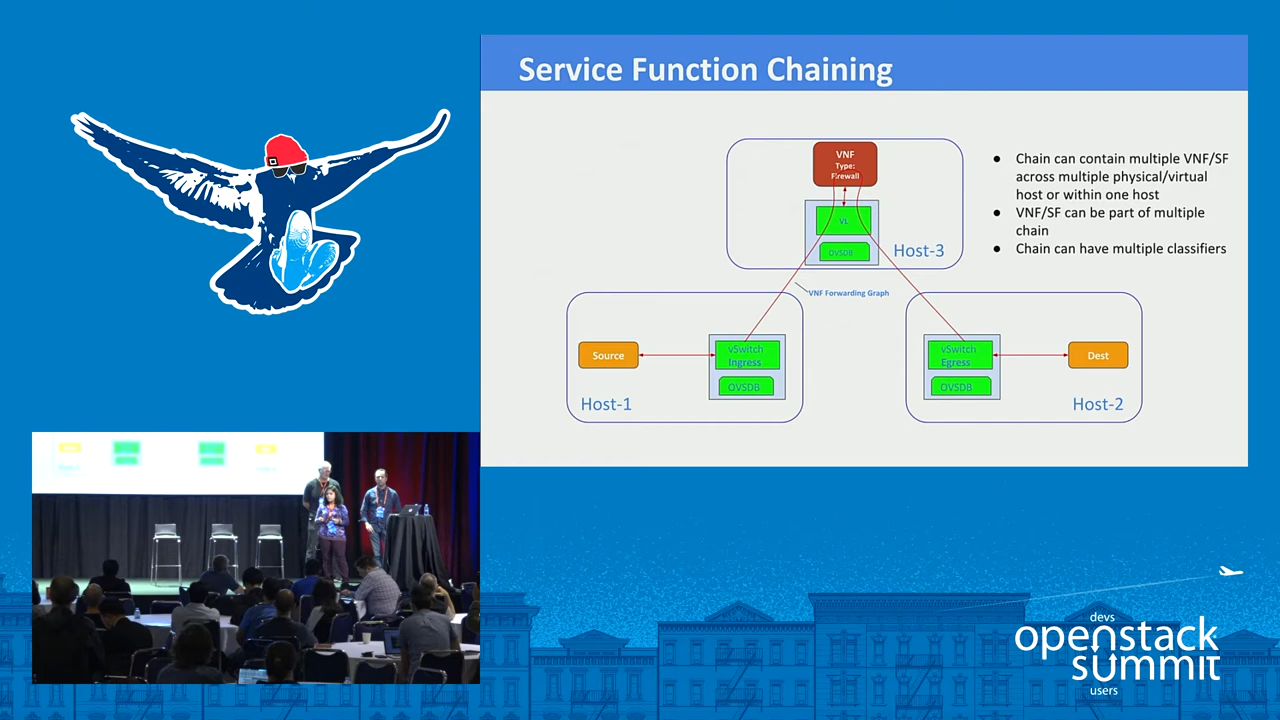 Service Function Chaining
VNF
Type:
Firewall
VL
OVSDB
Host-3
VNF Forwarding Graph
Source
vSwitch
Ingress
OVSDB
Host-1
vSwitch
Egress
OVSDB
Dest
Host-2
● Chain can contain multiple VNF/SF
across multiple physical/virtual
host or within one host
● VNF/SF can be part of multiple
chain
● Chain can have multiple classifiers
devs
openstack
summit
users